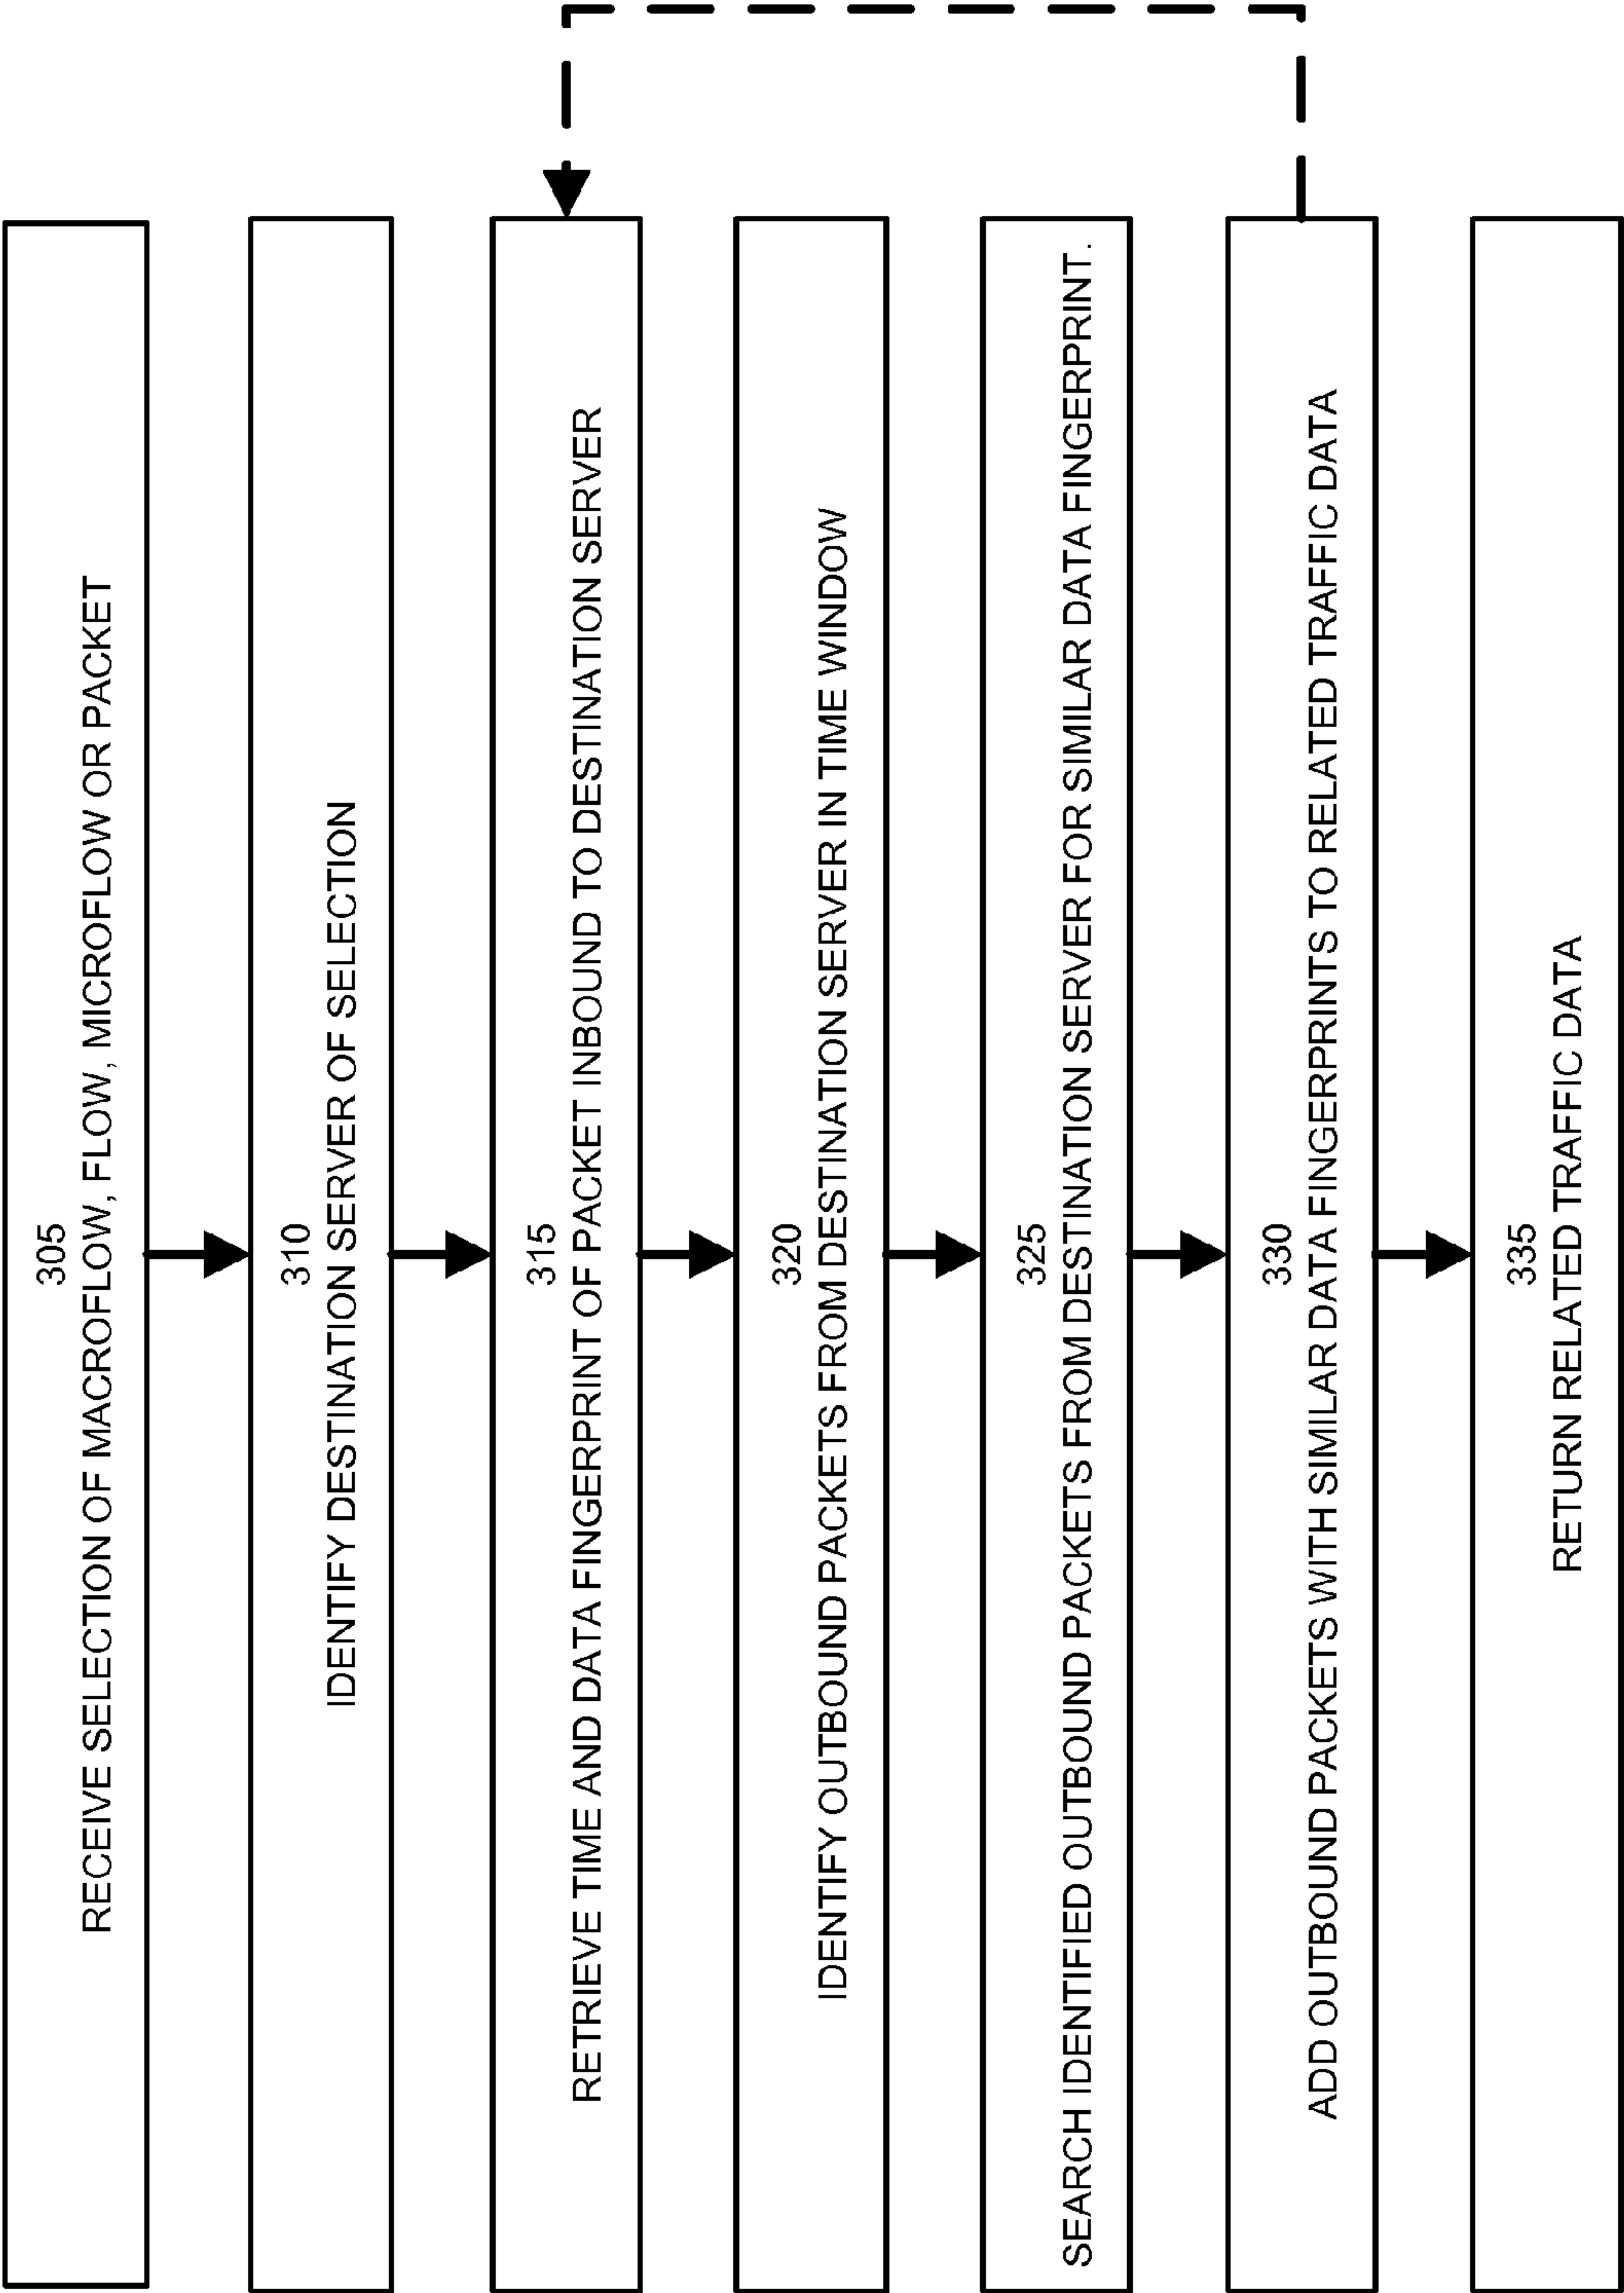 305
RECEIVE SELECTION OF MACROFLOW, FLOW, MICROFLOW OR PACKET
310
IDENTIFY DESTINATION SERVER OF SELECTION
315
RETRIEVE TIME AND DATA FINGERPRINT OF PACKET INBOUND TO DESTINATION SERVER
320
IDENTIFY OUTBOUND PACKETS FROM DESTINATION SERVER IN TIME WINDOW
325
SEARCH IDENTIFIED OUTBOUND PACKETS FROM DESTINATION SERVER FOR SIMILAR DATA FINGERPRINT.
330
ADD OUTBOUND PACKETS WITH SIMILAR DATA FINGERPRINTS TO RELATED TRAFFIC DATA
335
RETURN RELATED TRAFFIC DATA